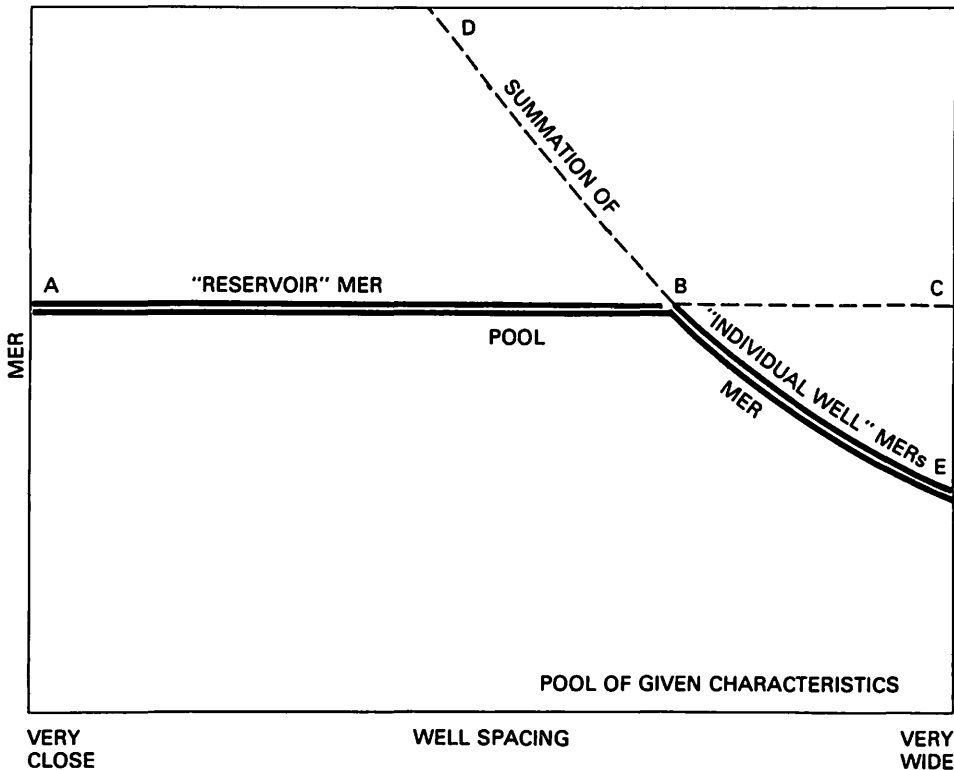 D
SUMMATION OF
A
"RESERVOIR" MER
B
C
POOL
"INDIVIDUAL WELL" MERs
MER
E
MER
POOL OF GIVEN CHARACTERISTICS
VERY CLOSE
WELL SPACING
VERY WIDE